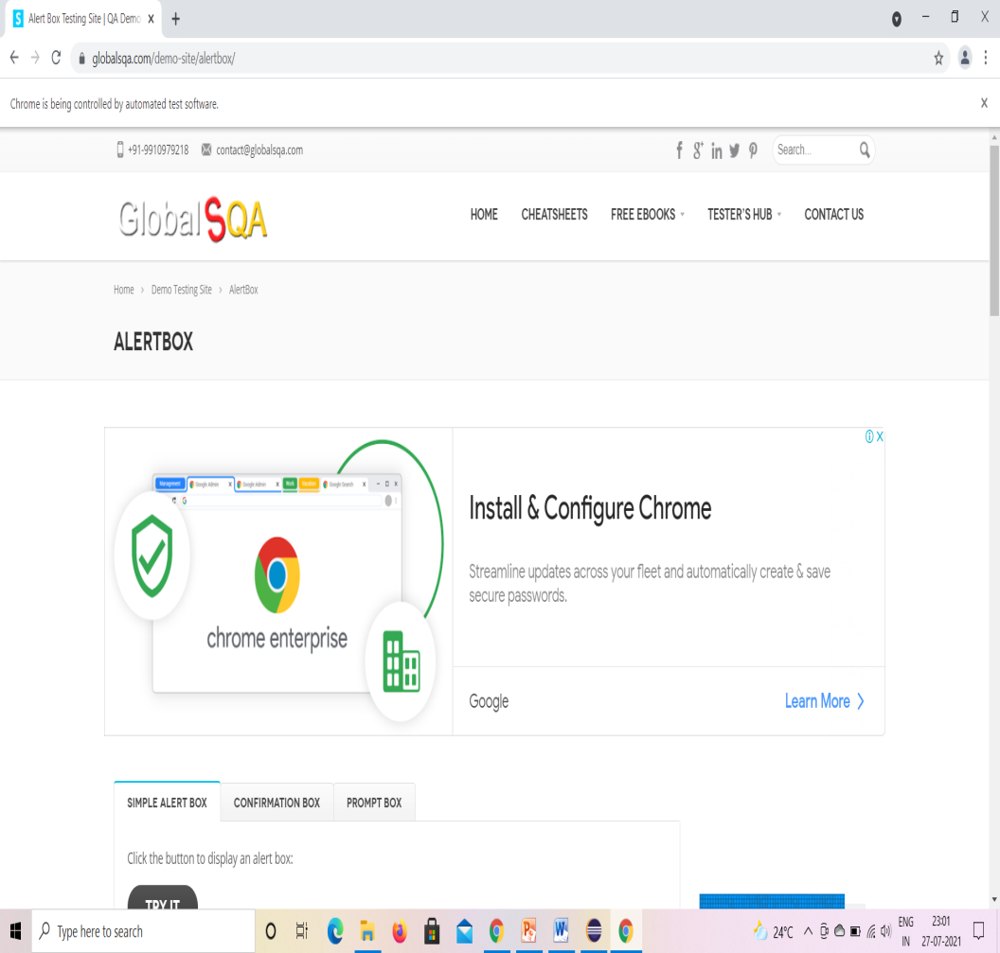 Alert Box Testing Site | QA Demo
globalsqa.com/demo-site/alertbox/
Chrome is being controlled by automated test software.
+91-9910979218 contact@globalsqa.com Search...
GlobalSQA
HOME CHEATSHEETS FREE EBOOKS TESTER'S HUB CONTACT US
Home › Demo Testing Site › AlertBox
ALERTBOX
Management Google Admin Google Admin Work Google Search
chrome enterprise
Install & Configure Chrome
Streamline updates across your fleet and automatically create & save
secure passwords.
Google Learn More
SIMPLE ALERT BOX CONFIRMATION BOX PROMPT BOX
Click the button to display an alert box:
TRY IT
Type here to search
24°C
ENG
IN
23:01
27-07-2021